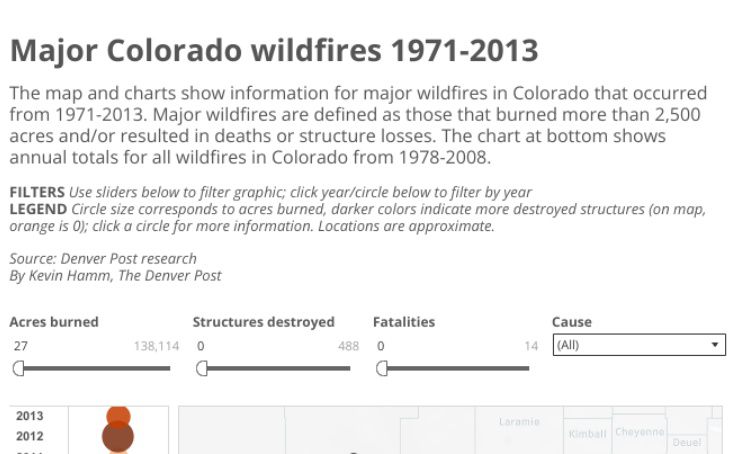 Major Colorado wildfires 1971-2013
The map and charts show information for major wildfires in Colorado that occurred
from 1971-2013. Major wildfires are defined as those that burned more than 2,500
acres and/or resulted in deaths or structure losses. The chart at bottom shows
annual totals for all wildfires in Colorado from 1978-2008.
FILTERS Use sliders below to filter graphic; click year/circle below to filter by year
LEGEND Circle size corresponds to acres burned, darker colors indicate more destroyed structures (on map,
orange is 0); click a circle for more information. Locations are approximate.
Source: Denver Post research
By Kevin Hamm, The Denver Post
Acres burned Structures destroyed Fatalities Cause
27 138,114 0 488 0 14 (All)
2013
Laramie
2012
Kimball Cheyenne
Deuel